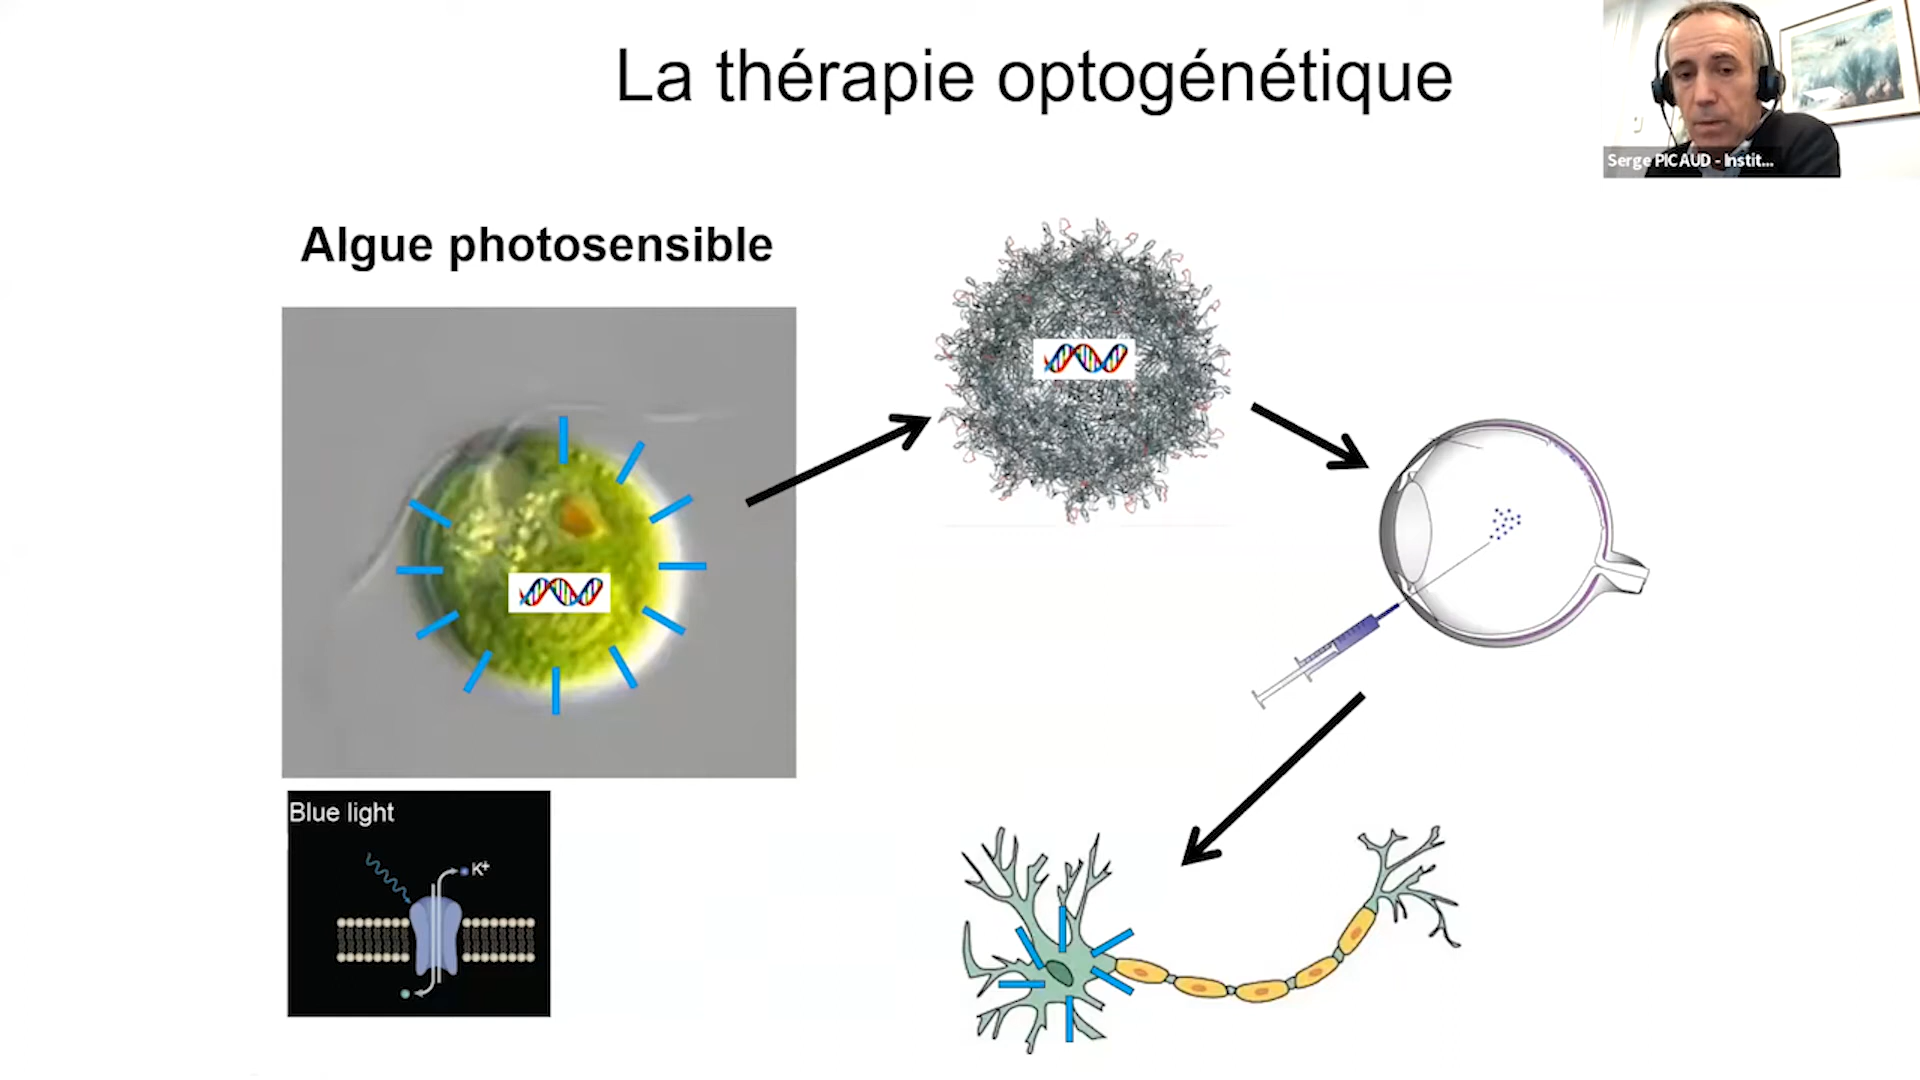 La thérapie optogénétique
Serge PICAUD - Instit...
Algue photosensible
Blue light
K+